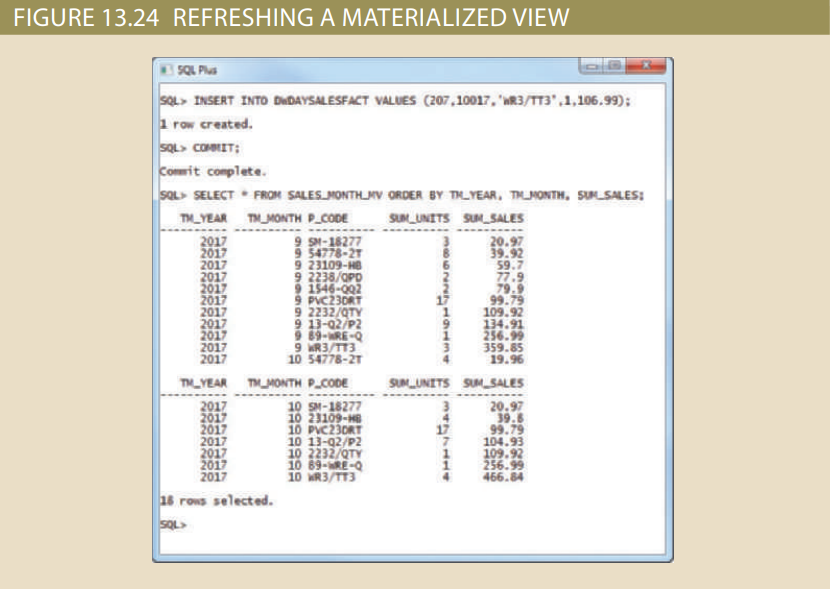 FIGURE 13.24 REFRESHING A MATERIALIZED VIEW
SQL Plus
SQL> INSERT INTO DWDAYSALESFACT VALUES (207,10017,'WR3/TT3',1,106.99);
1 row created.
SQL> COMMIT;
Commit complete.
SQL> SELECT * FROM SALES_MONTH_MV ORDER BY TM_YEAR, TM_MONTH, SUM_SALES;
TM_YEAR TM_MONTH P_CODE SUM_UNITS SUM_SALES
---------- ---------- ---------- ---------- ----------
2017 9 SM-18277 3 20.97
2017 9 54778-2T 8 39.92
2017 9 23109-HB 6 59.7
2017 9 2238/QPD 2 77.9
2017 9 1546-QQ2 2 79.9
2017 9 PVC23DRT 17 99.79
2017 9 2232/QTY 1 109.92
2017 9 13-Q2/P2 9 134.91
2017 9 89-WRE-Q 1 256.99
2017 9 WR3/TT3 3 359.85
2017 10 54778-2T 4 19.96
TM_YEAR TM_MONTH P_CODE SUM_UNITS SUM_SALES
---------- ---------- ---------- ---------- ----------
2017 10 SM-18277 3 20.97
2017 10 23109-HB 4 39.8
2017 10 PVC23DRT 17 99.79
2017 10 13-Q2/P2 7 104.93
2017 10 2232/QTY 1 109.92
2017 10 89-WRE-Q 1 256.99
2017 10 WR3/TT3 4 466.84
18 rows selected.
SQL>